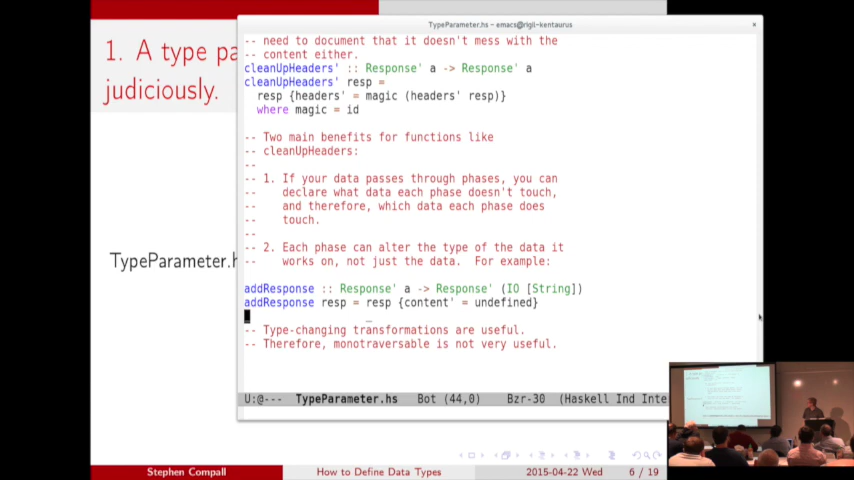 1. A type pa
judiciously.
TypeParameter.h
TypeParameter.hs - emacs@rigil-kentaurus
-- need to document that it doesn't mess with the
-- content either.
cleanUpHeaders' :: Response' a -> Response' a
cleanUpHeaders' resp =
resp {headers' = magic (headers' resp)}
where magic = id
-- Two main benefits for functions like
-- cleanUpHeaders:
--
-- 1. If your data passes through phases, you can
-- declare what data each phase doesn't touch,
-- and therefore, which data each phase does
-- touch.
--
-- 2. Each phase can alter the type of the data it
-- works on, not just the data. For example:
addResponse :: Response' a -> Response' (IO [String])
addResponse resp = resp {content' = undefined}
-- Type-changing transformations are useful.
-- Therefore, monotraversable is not very useful.
U:@--- TypeParameter.hs Bot (44,0) Bzr-30 (Haskell Ind Inte
Stephen Compall How to Define Data Types 2015-04-22 Wed 6 / 19